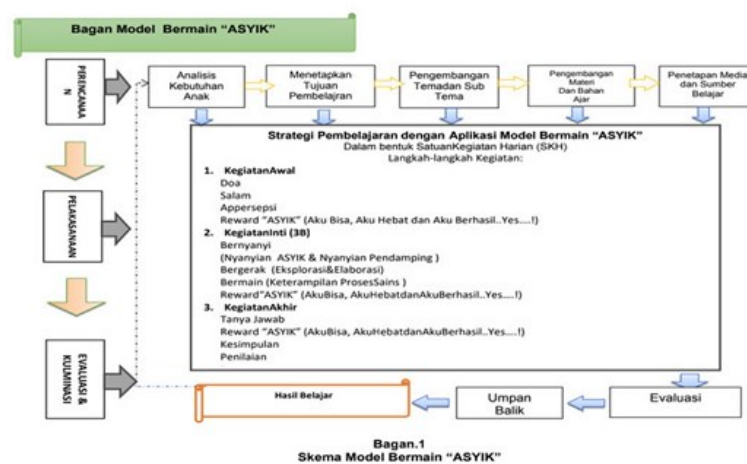 Bagan Model Bermain “ASYIK”
PERENCANAA
N
PELAKASANAAN
EVALUASI &
KULMINASI
Analisis
Kebutuhan
Anak
Menetapkan
Tujuan
Pembelajran
Pengembangan
Temadan Sub
Tema
Pengembangan
Materi
Dan Bahan
Ajar
Penetapan Media
dan Sumber
Belajar
Strategi Pembelajaran dengan Aplikasi Model Bermain “ASYIK”
Dalam bentuk SatuanKegiatan Harian (SKH)
Langkah-langkah Kegiatan:
1. KegiatanAwal
Doa
Salam
Appersepsi
Reward “ASYIK” (Aku Bisa, Aku Hebat dan Aku Berhasil..Yes....!)
2. KegiatanInti (3B)
Bernyanyi
(Nyanyian ASYIK & Nyanyian Pendamping )
Bergerak (Eksplorasi&Elaborasi)
Bermain (Keterampilan ProsesSains )
Reward“ASYIK” (AkuBisa, AkuHebatdanAkuBerhasil..Yes....!)
3. KegiatanAkhir
Tanya Jawab
Reward “ASYIK” (AkuBisa, AkuHebatdanAkuBerhasil..Yes....!)
Kesimpulan
Penilaian
Hasil Belajar
Umpan
Balik
Evaluasi
Bagan.1
Skema Model Bermain “ASYIK”